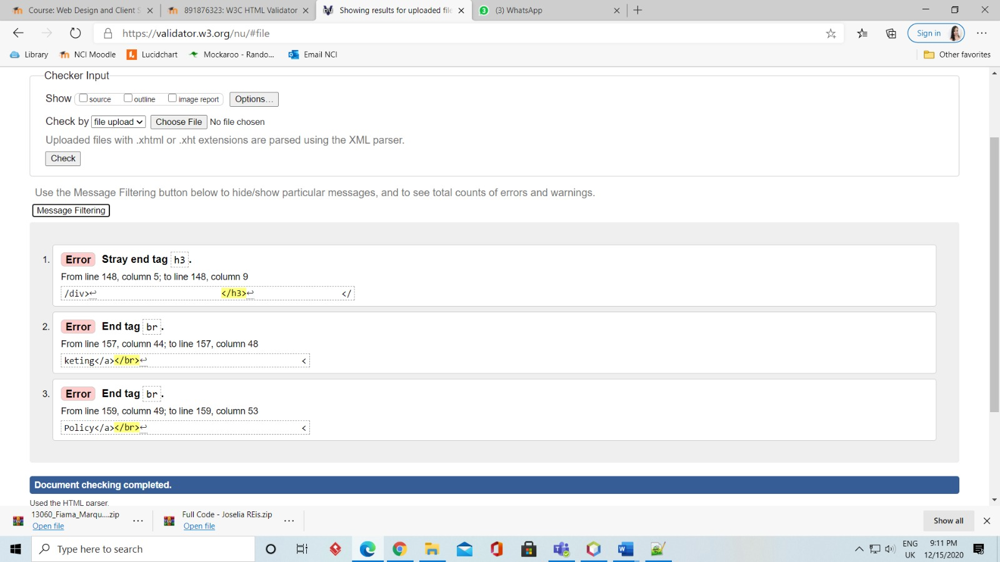 Course: Web Design and Client S
891876323: W3C HTML Validator
Showing results for uploaded file
3
(3) WhatsApp
https://validator.w3.org/nu/#file
Sign in
Library
NCI Moodle
Lucidchart
Mockaroo - Rando...
Email NCI
Other favorites
Checker Input
Show source outline image report Options...
Check by file upload Choose File No file chosen
Uploaded files with .xhtml or .xht extensions are parsed using the XML parser.
Check
Use the Message Filtering button below to hide/show particular messages, and to see total counts of errors and warnings.
Message Filtering
1. Error Stray end tag h3.
From line 148, column 5; to line 148, column 9
/div>↩ </h3>↩ </
2. Error End tag br.
From line 157, column 44; to line 157, column 48
keting</a></br>↩ <
3. Error End tag br.
From line 159, column 49; to line 159, column 53
Policy</a></br>↩ <
Document checking completed.
Used the HTML parser.
13060_Fiama_Marqu....zip
Open file
Full Code - Joselia REis.zip
Open file
Show all
Type here to search
ENG
UK
9:11 PM
12/15/2020